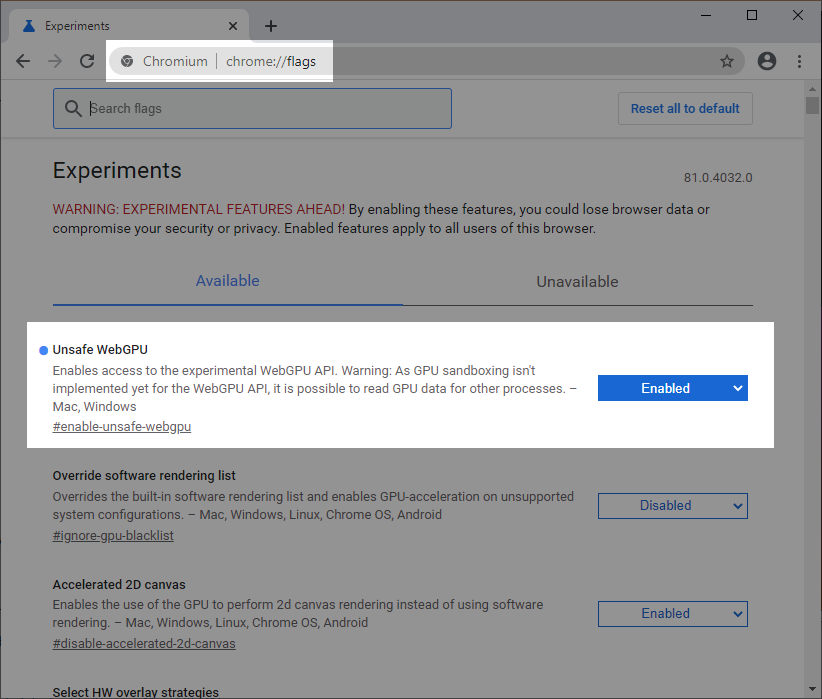 Experiments
Chromium | chrome://flags
Search flags
Reset all to default
Experiments
81.0.4032.0
WARNING: EXPERIMENTAL FEATURES AHEAD! By enabling these features, you could lose browser data or
compromise your security or privacy. Enabled features apply to all users of this browser.
Available
Unavailable
Unsafe WebGPU
Enables access to the experimental WebGPU API. Warning: As GPU sandboxing isn't
implemented yet for the WebGPU API, it is possible to read GPU data for other processes. –
Mac, Windows
#enable-unsafe-webgpu
Enabled
Override software rendering list
Overrides the built-in software rendering list and enables GPU-acceleration on unsupported
system configurations. – Mac, Windows, Linux, Chrome OS, Android
#ignore-gpu-blacklist
Disabled
Accelerated 2D canvas
Enables the use of the GPU to perform 2d canvas rendering instead of using software
rendering. – Mac, Windows, Linux, Chrome OS, Android
#disable-accelerated-2d-canvas
Enabled
Select HW overlay strategies